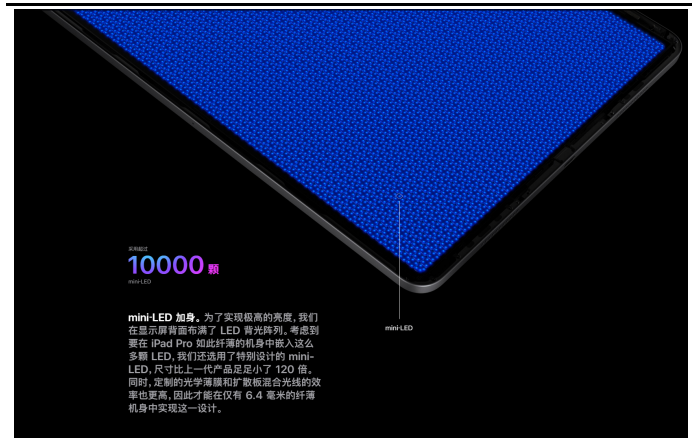 采用超过
10000 颗
mini-LED
mini-LED 加身。为了实现极高的亮度，我们
在显示屏背面布满了 LED 背光阵列。考虑到
要在 iPad Pro 如此纤薄的机身中嵌入这么
多颗 LED，我们还选用了特别设计的 mini-
LED，尺寸比上一代产品足足小了 120 倍。
同时，定制的光学薄膜和扩散板混合光线的效
率也更高，因此才能在仅有 6.4 毫米的纤薄
机身中实现这一设计。
mini-LED